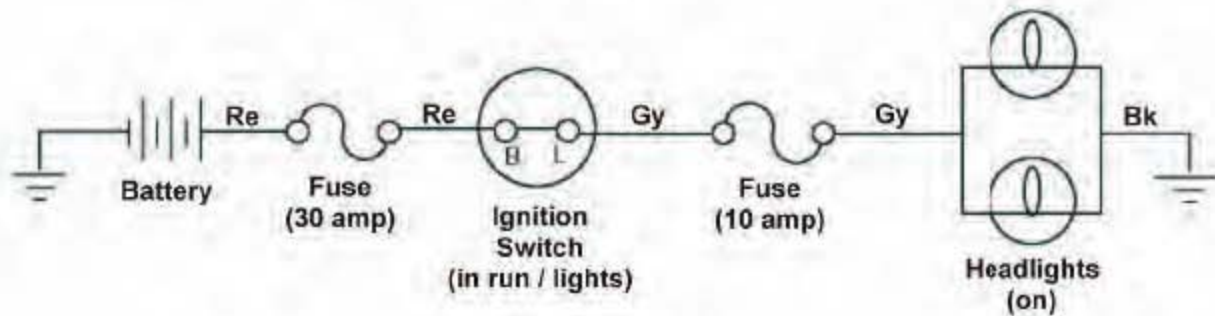 Re
Re
Gy
Gy
Bk
B L
Battery
Fuse
(30 amp)
Ignition
Switch
(in run / lights)
Fuse
(10 amp)
Headlights
(on)